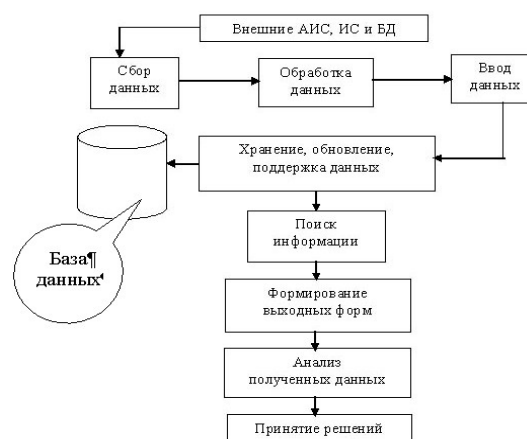 Внешние АИС, ИС и БД
Сбор
данных
Обработка
данных
Ввод
данных
Хранение, обновление,
поддержка данных
База¶
данных
Поиск
информации
Формирование
выходных форм
Анализ
полученных данных
Принятие решений